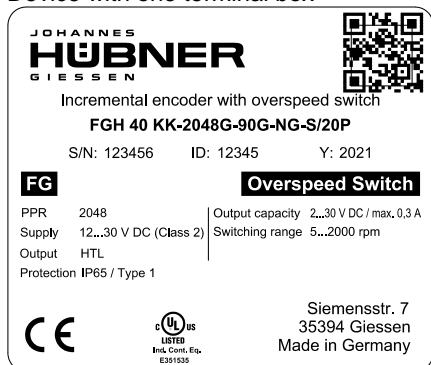 Device with one terminal box
JOHANNES
HÜBNER
GIESSEN
Incremental encoder with overspeed switch
FGH 40 KK-2048G-90G-NG-S/20P
S/N: 123456 ID: 12345 Y: 2021
FG
PPR 2048
Supply 12...30 V DC (Class 2)
Output HTL
Protection IP65 / Type 1
Overspeed Switch
Output capacity 2...30 V DC / max. 0,3 A
Switching range 5...2000 rpm
CE
UL
c us
LISTED
Ind. Cont. Eq.
E351535
Siemensstr. 7
35394 Giessen
Made in Germany